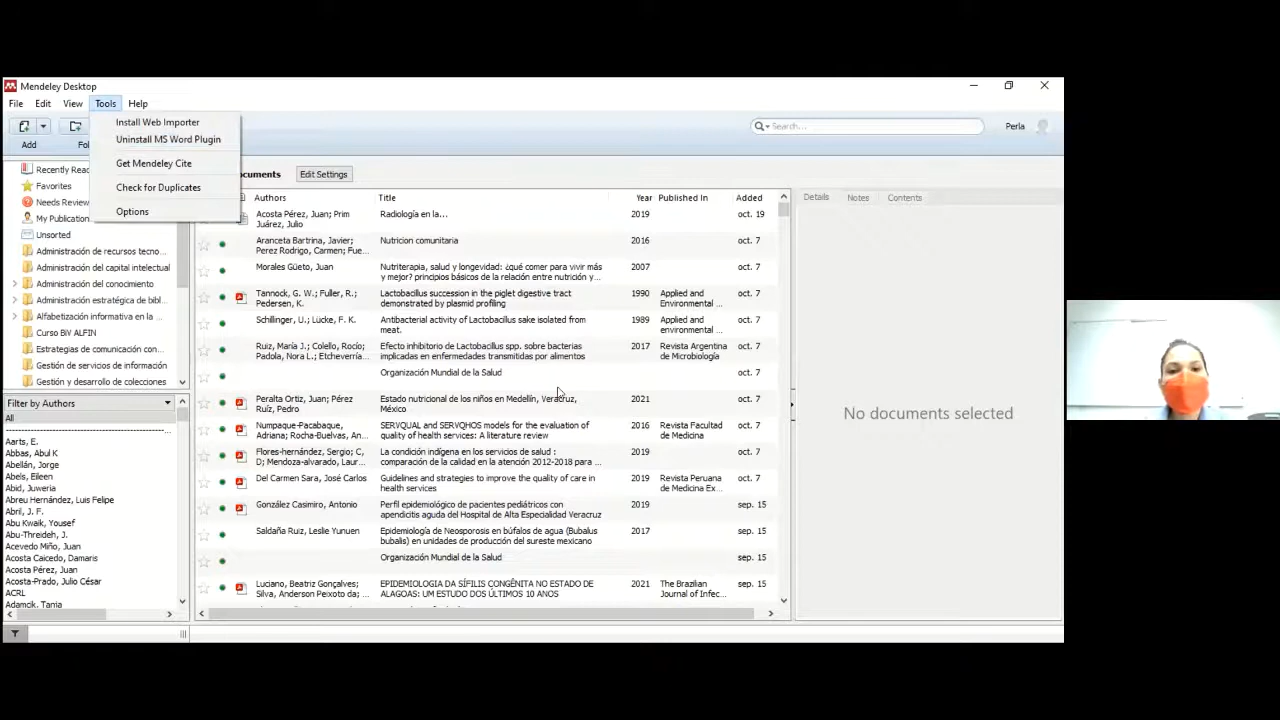 Mendeley Desktop
File Edit View Tools Help
Install Web Importer
Uninstall MS Word Plugin
Get Mendeley Cite
Check for Duplicates
Options
Search...
Perla
Add
Recently Read
Favorites
Needs Review
My Publication
Unsorted
Administración de recursos tecno...
Administración del capital intelectual
Administración del conocimiento
Administración estratégica de bibl...
Alfabetización informativa en la ...
Curso BiV ALFIN
Estrategias de comunicación con...
Gestión de servicios de información
Gestión y desarrollo de colecciones
Filter by Authors
All
Aarts, E.
Abbas, Abul K
Abellán, Jorge
Abels, Eileen
Abid, Juweria
Abreu Hernández, Luis Felipe
Abril, J. F.
Abu Kwaik, Yousef
Abu-Threideh, J.
Acevedo Miño, Juan
Acosta Caicedo, Damaris
Acosta Pérez, Juan
Acosta-Prado, Julio César
ACRL
Adamck, Tania
Edit Settings
Authors Title Year Published In Added
Acosta Pérez, Juan; Prim Radiología en la... 2019 oct. 19
Juárez, Julio
Aranceta Bartrina, Javier; Nutricion comunitaria 2016 oct. 7
Perez Rodrigo, Carmen; Fue...
Morales Güeto, Juan Nutriterapia, salud y longevidad: ¿qué comer para vivir más 2007 oct. 7
y mejor? principios básicos de la relación entre nutrición y...
Tannock, G. W.; Fuller, R.; Lactobacillus succession in the piglet digestive tract 1990 Applied and oct. 7
Pedersen, K. demonstrated by plasmid profiling Environmental ...
Schillinger, U.; Lücke, F. K. Antibacterial activity of Lactobacillus sake isolated from 1989 Applied and oct. 7
meat. environmental ...
Ruiz, María J.; Colello, Rocío; Efecto inhibitorio de Lactobacillus spp. sobre bacterias 2017 Revista Argentina oct. 7
Padola, Nora L.; Etcheverría... implicadas en enfermedades transmitidas por alimentos de Microbiología
Organización Mundial de la Salud oct. 7
Peralta Ortiz, Juan; Pérez Estado nutricional de los niños en Medellín, Veracruz, 2021 oct. 7
Ruíz, Pedro México
Numpaque-Pacabaque, SERVQUAL and SERVQHOS models for the evaluation of 2016 Revista Facultad oct. 7
Adriana; Rocha-Buelvas, An... quality of health services: A literature review de Medicina
Flores-hernández, Sergio; C, La condición indígena en los servicios de salud : 2019 oct. 7
D; Mendoza-alvarado, Laur... comparación de la calidad en la atención 2012-2018 para ...
Del Carmen Sara, José Carlos Guidelines and strategies to improve the quality of care in 2019 Revista Peruana oct. 7
health services de Medicina Ex...
González Casimiro, Antonio Perfil epidemiológico de pacientes pediátricos con 2019 sep. 15
apendicitis aguda del Hospital de Alta Especialidad Veracruz
Saldaña Ruiz, Leslie Yunuen Epidemiología de Neosporosis en búfalos de agua (Bubalus 2017 sep. 15
bubalis) en unidades de producción del sureste mexicano
Organización Mundial de la Salud sep. 15
Luciano, Beatriz Gonçalves; EPIDEMIOLOGIA DA SÍFILIS CONGÊNITA NO ESTADO DE 2021 The Brazilian sep. 15
Silva, Anderson Peixoto da; ... ALAGOAS: UM ESTUDO DOS ÚLTIMOS 10 ANOS Journal of Infec...
Details Notes Contents
No documents selected